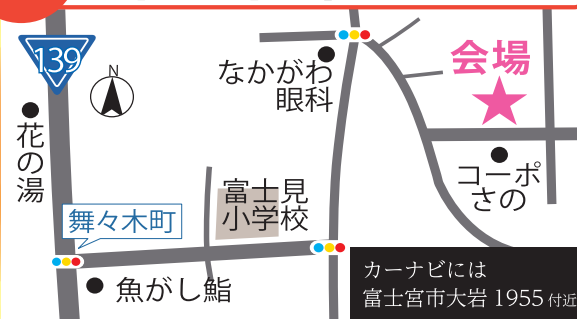 139
N
なかがわ
眼科
会場
花の湯
コーポ
さの
富士見
小学校
舞々木町
魚がし鮨
カーナビには
富士宮市大岩 1955 付近